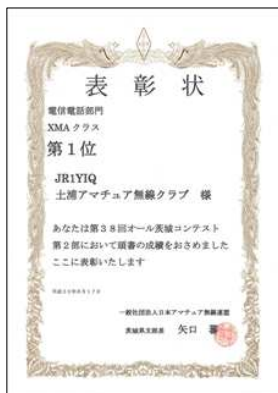 表彰状
電信電話部門
XMA クラス
第1位
JR1YIQ
土浦アマチュア無線クラブ 様
あなたは第38回オール茨城コンテスト
第2部において頭書の成績をおさめました
ここに表彰いたします
一般社団法人日本アマチュア無線連盟
茨城県支部長 矢口